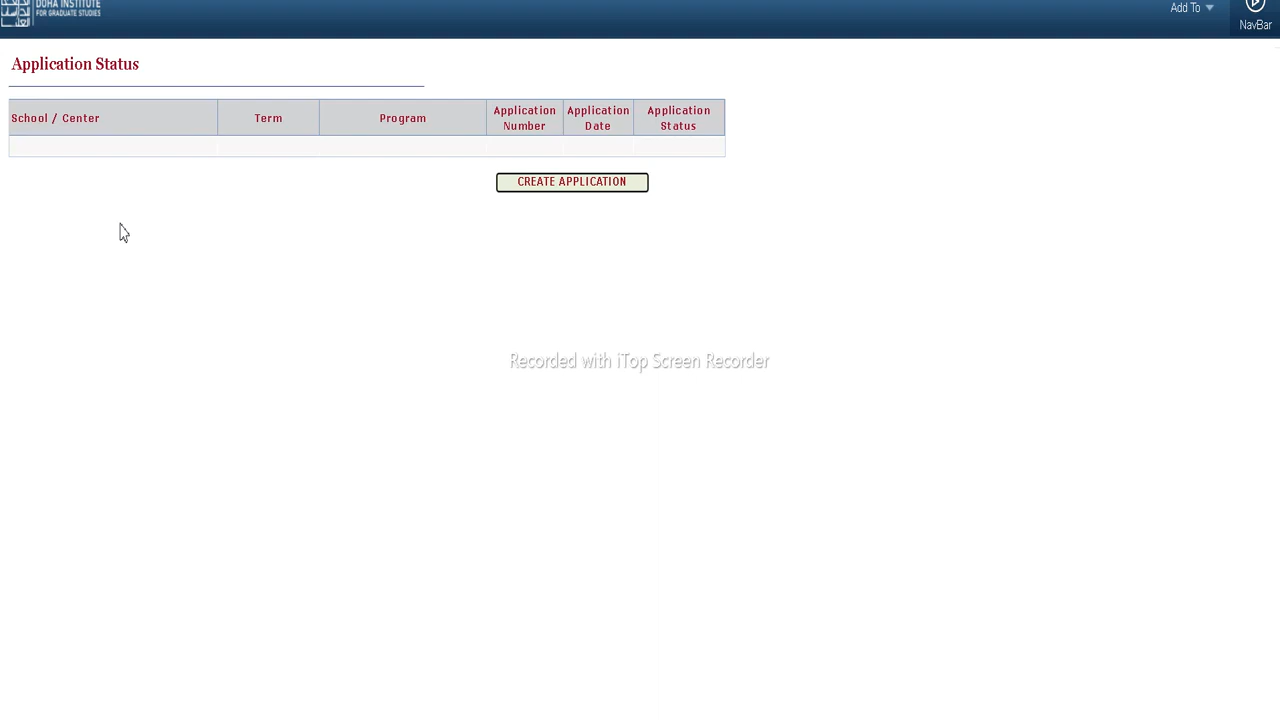 DOHA INSTITUTE
FOR GRADUATE STUDIES
Add To
NavBar
Application Status
School / Center
Term
Program
Application Number
Application Date
Application Status
CREATE APPLICATION
Recorded with iTop Screen Recorder